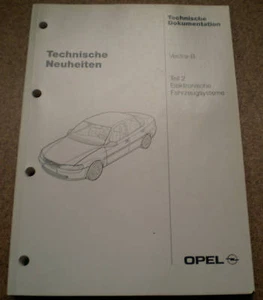 Technische
Dokumentation
Technische
Neuheiten
Vectra-B
Teil 2
Elektronische
Fahrzeugsysteme
OPEL